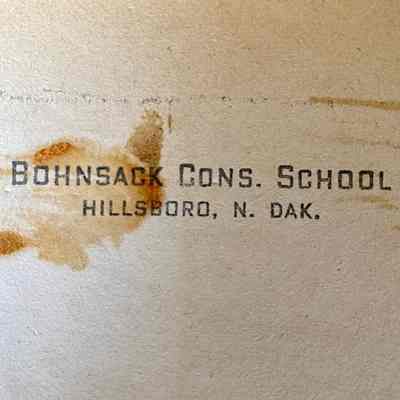 BOHNSACK CONS. SCHOOL
HILLSBORO, N. DAK.